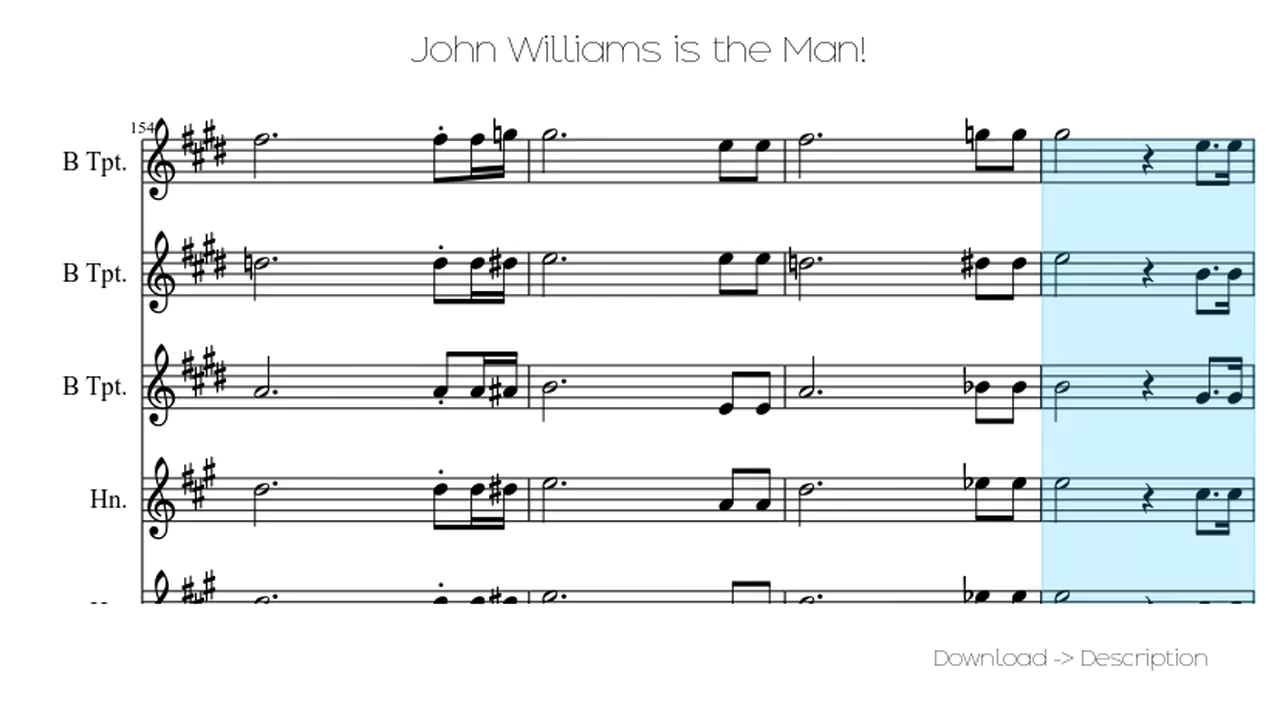 John Williams is the Man!
154
B Tpt.
B Tpt.
B Tpt.
Hn.
Download -> Description